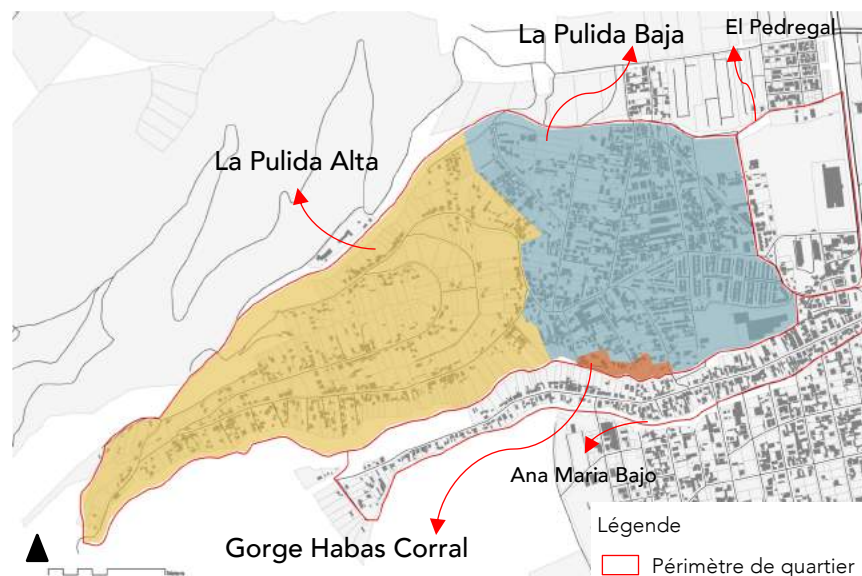 La Pulida Baja
El Pedregal
La Pulida Alta
Ana Maria Bajo
Gorge Habas Corral
Légende
Périmètre de quartier